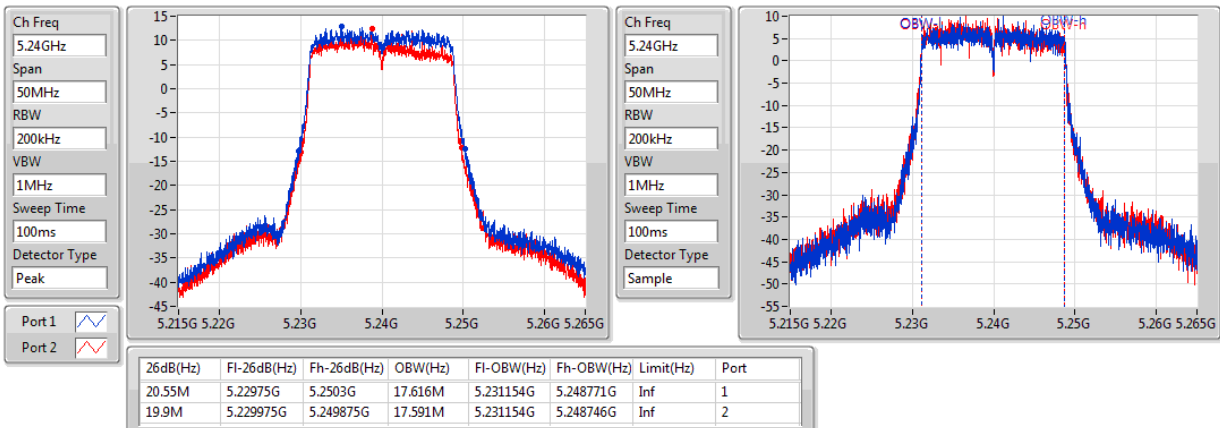 Ch Freq
5.24GHz
Span
50MHz
RBW
200kHz
VBW
1MHz
Sweep Time
100ms
Detector Type
Peak
Port 1
Port 2
15
10
5
0
-5
-10
-15
-20
-25
-30
-35
-40
-45
5.215G 5.22G 5.23G 5.24G 5.25G 5.26G 5.265G
Ch Freq
5.24GHz
Span
50MHz
RBW
200kHz
VBW
1MHz
Sweep Time
100ms
Detector Type
Sample
OBW-l OBW-h
10
5
0
-5
-10
-15
-20
-25
-30
-35
-40
-45
-50
-55
5.215G 5.22G 5.23G 5.24G 5.25G 5.26G 5.265G
26dB(Hz) Fl-26dB(Hz) Fh-26dB(Hz) OBW(Hz) Fl-OBW(Hz) Fh-OBW(Hz) Limit(Hz) Port
20.55M 5.22975G 5.2503G 17.616M 5.231154G 5.248771G Inf 1
19.9M 5.229975G 5.249875G 17.591M 5.231154G 5.248746G Inf 2